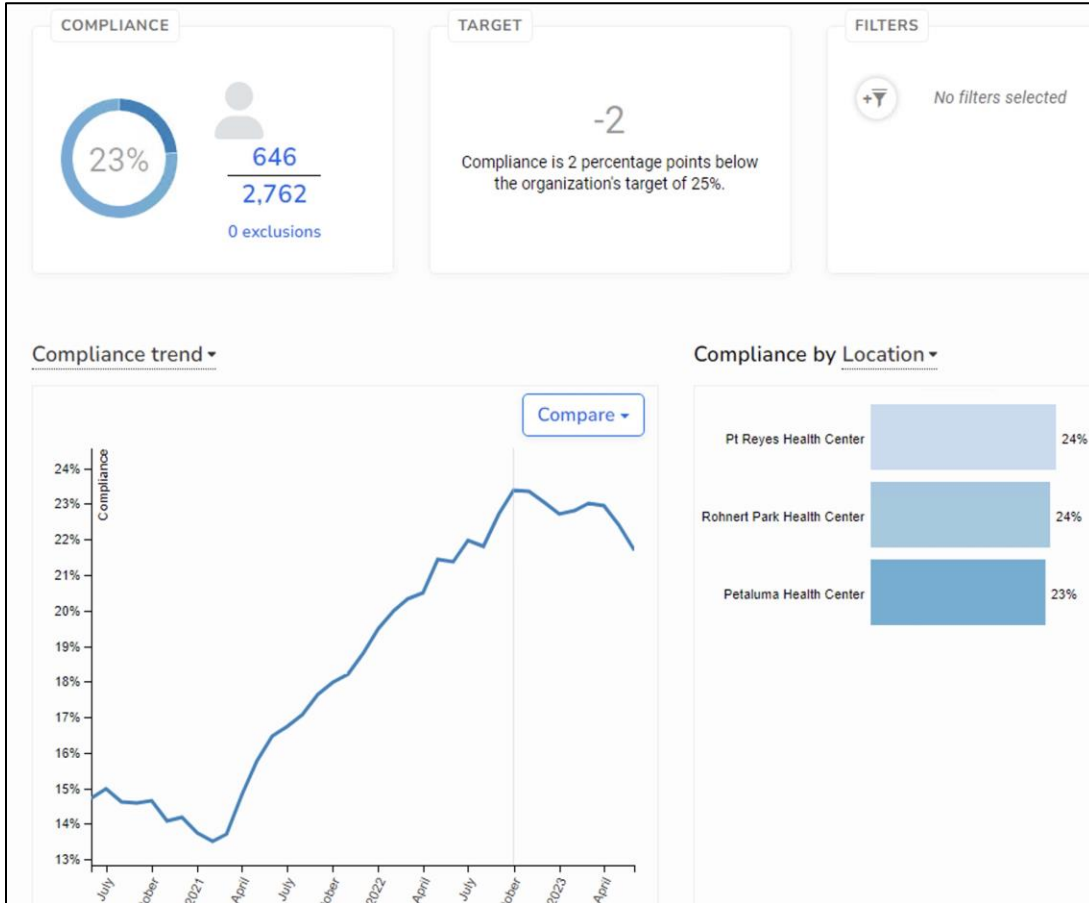 COMPLIANCE
23%
646
2,762
0 exclusions
TARGET
-2
Compliance is 2 percentage points below
the organization's target of 25%.
FILTERS
No filters selected
Compliance trend
Compare
Compliance
24%
23%
22%
21%
20%
19%
18%
17%
16%
15%
14%
13%
July
ober
2021
April
July
ober
2022
April
July
ober
2023
April
Compliance by Location
Pt Reyes Health Center
24%
Rohnert Park Health Center
24%
Petaluma Health Center
23%